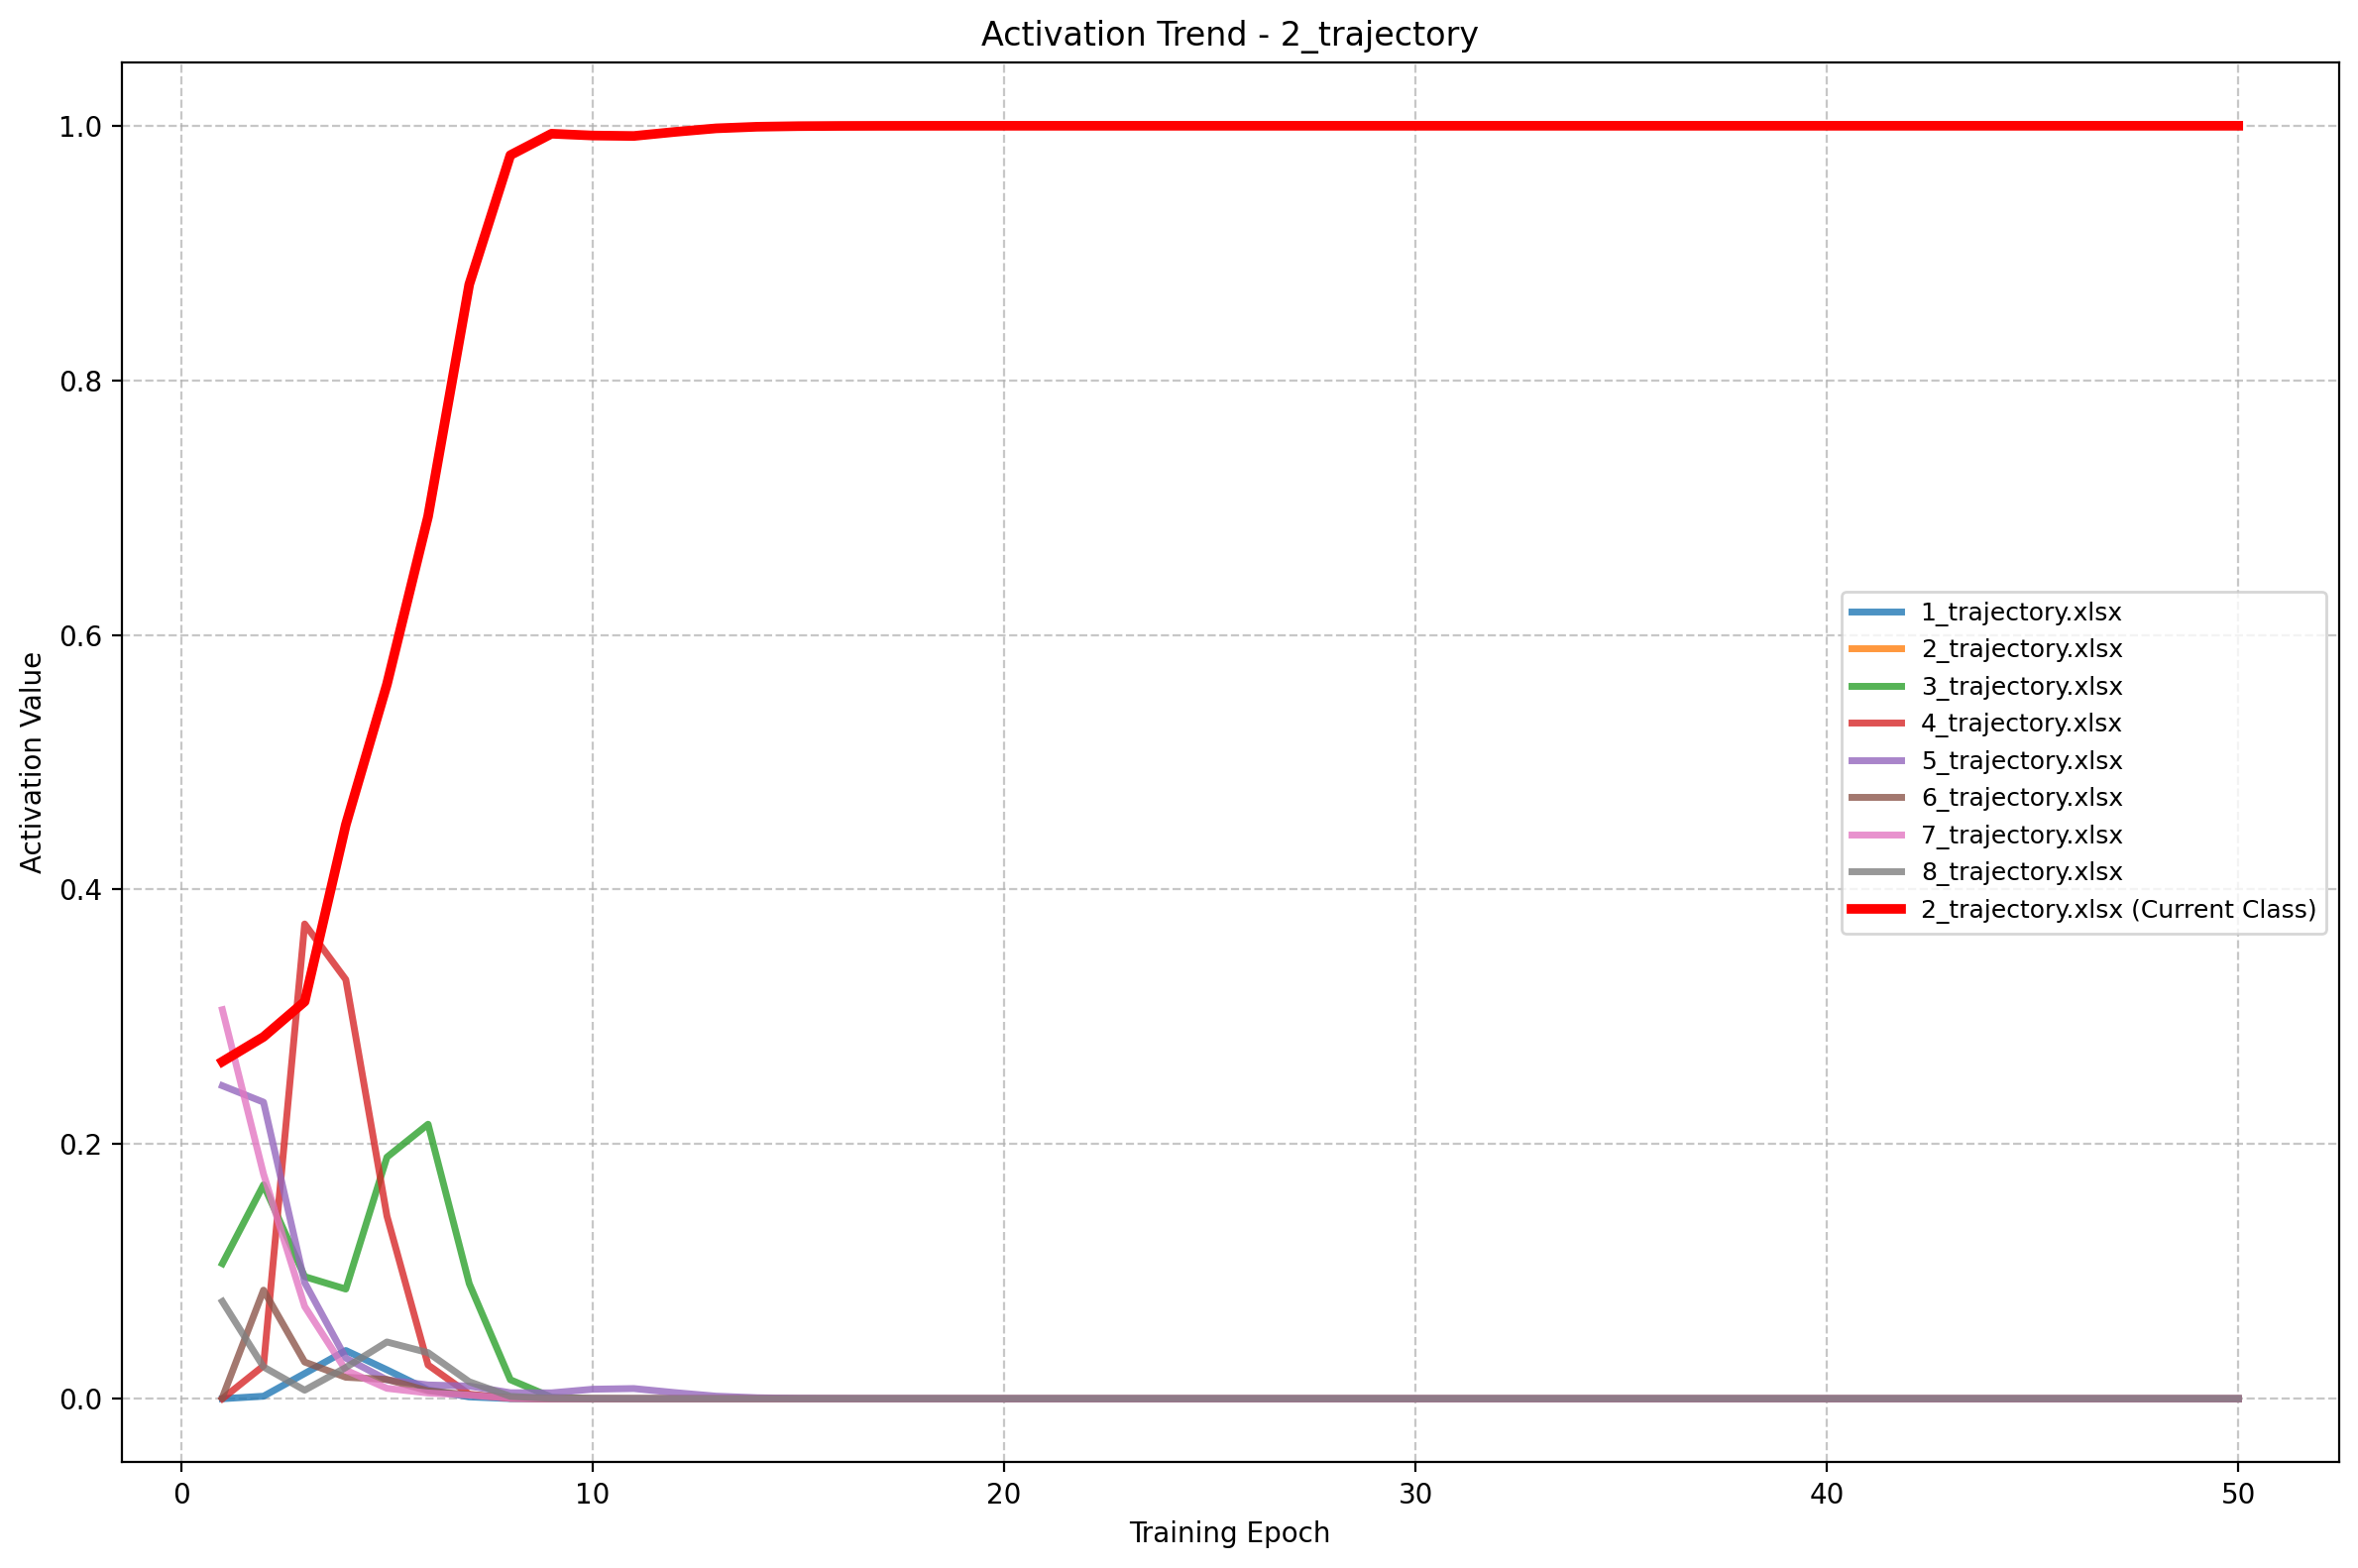 Activation Trend - 2_trajectory
Activation Value
1.0
0.8
0.6
0.4
0.2
0.0
1_trajectory.xlsx
2_trajectory.xlsx
3_trajectory.xlsx
4_trajectory.xlsx
5_trajectory.xlsx
6_trajectory.xlsx
7_trajectory.xlsx
8_trajectory.xlsx
2_trajectory.xlsx (Current Class)
0 10 20 30 40 50
Training Epoch